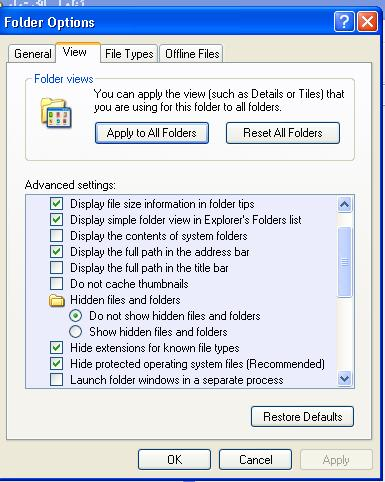 Folder Options
General View File Types Offline Files
Folder views
You can apply the view (such as Details or Tiles) that
you are using for this folder to all folders.
Apply to All Folders Reset All Folders
Advanced settings:
Display file size information in folder tips
Display simple folder view in Explorer's Folders list
Display the contents of system folders
Display the full path in the address bar
Display the full path in the title bar
Do not cache thumbnails
Hidden files and folders
Do not show hidden files and folders
Show hidden files and folders
Hide extensions for known file types
Hide protected operating system files (Recommended)
Launch folder windows in a separate process
Restore Defaults
OK Cancel Apply